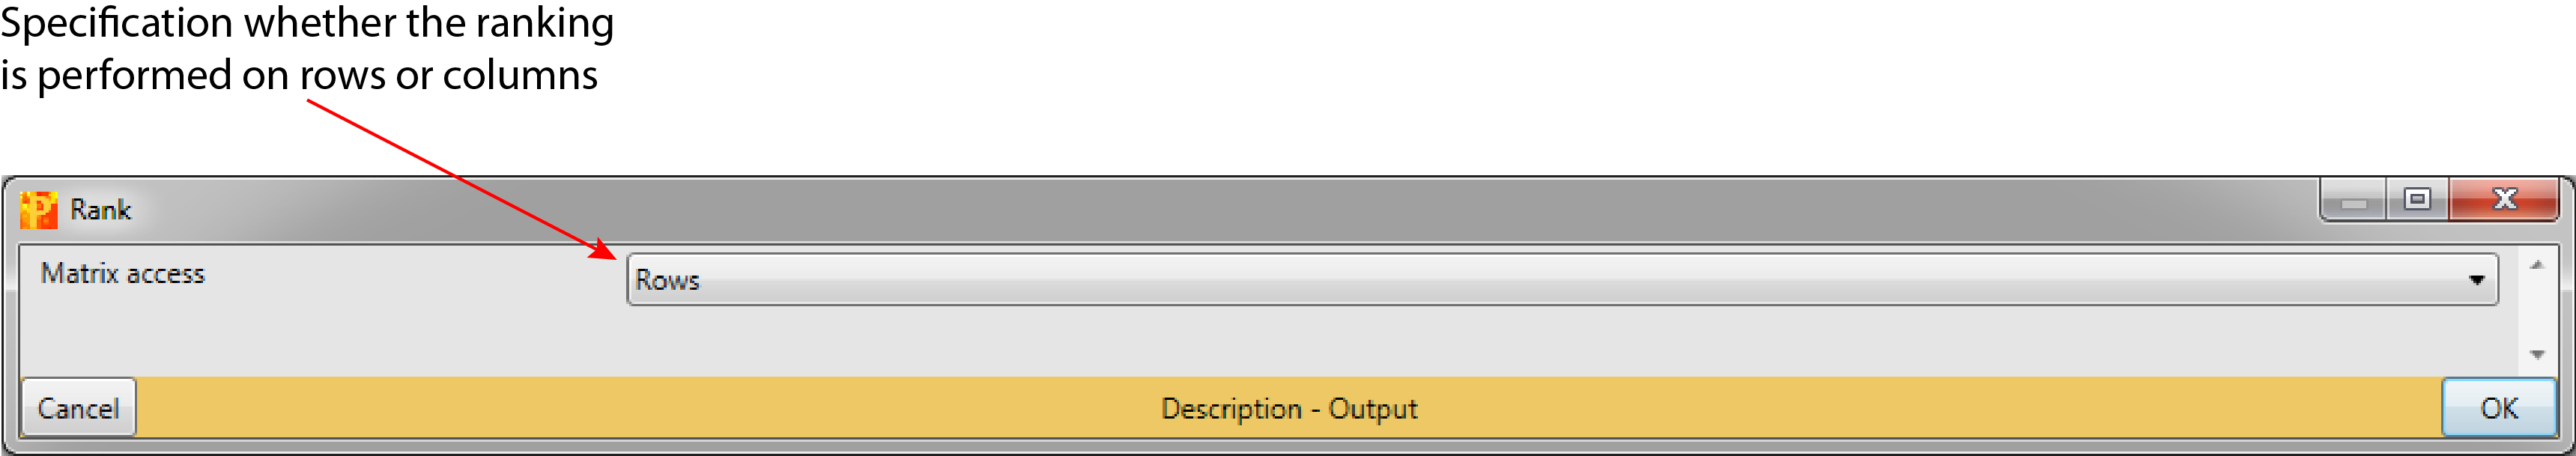 Specification whether the ranking
is performed on rows or columns
P Rank
Matrix access
Rows
Cancel
Description - Output
OK